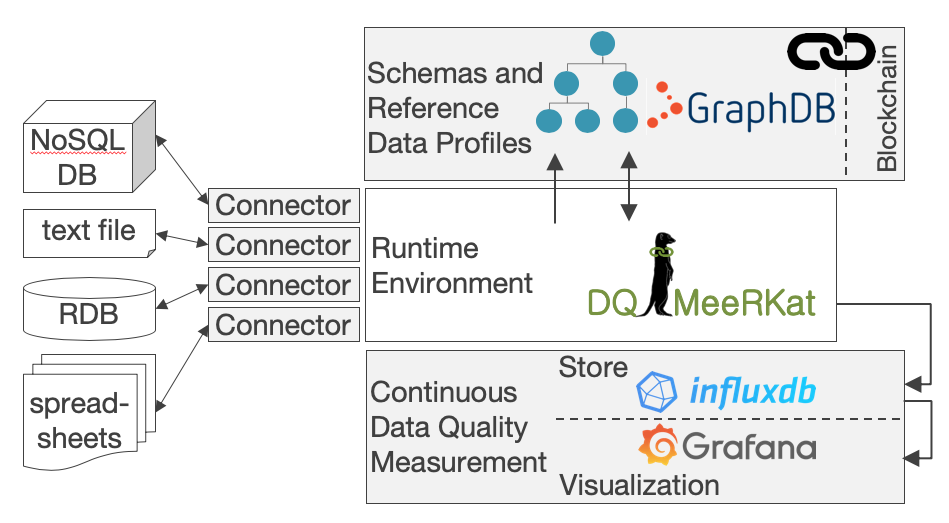 Schemas and
Reference
Data Profiles
GraphDB
Blockchain
NoSQL
DB
text file
RDB
spread-
sheets
Connector
Connector
Connector
Connector
Runtime
Environment
DQ MeeRKat
Continuous
Data Quality
Measurement
Store
influxdb
Grafana
Visualization